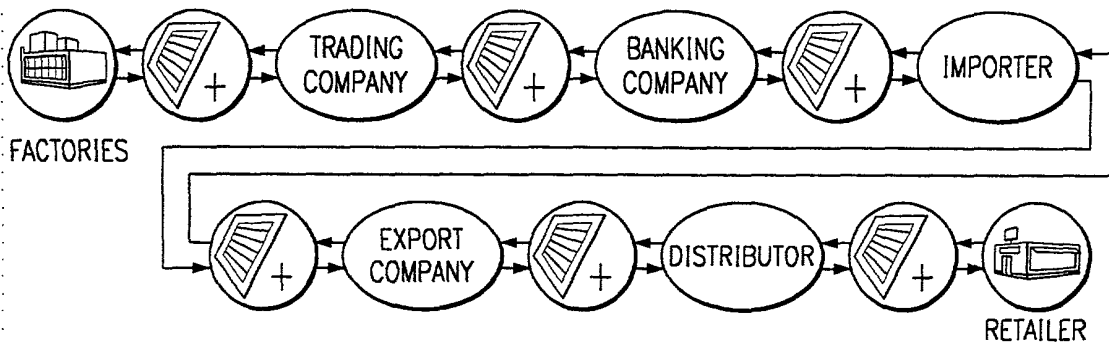 TRADING
COMPANY
BANKING
COMPANY
IMPORTER
FACTORIES
EXPORT
COMPANY
DISTRIBUTOR
RETAILER